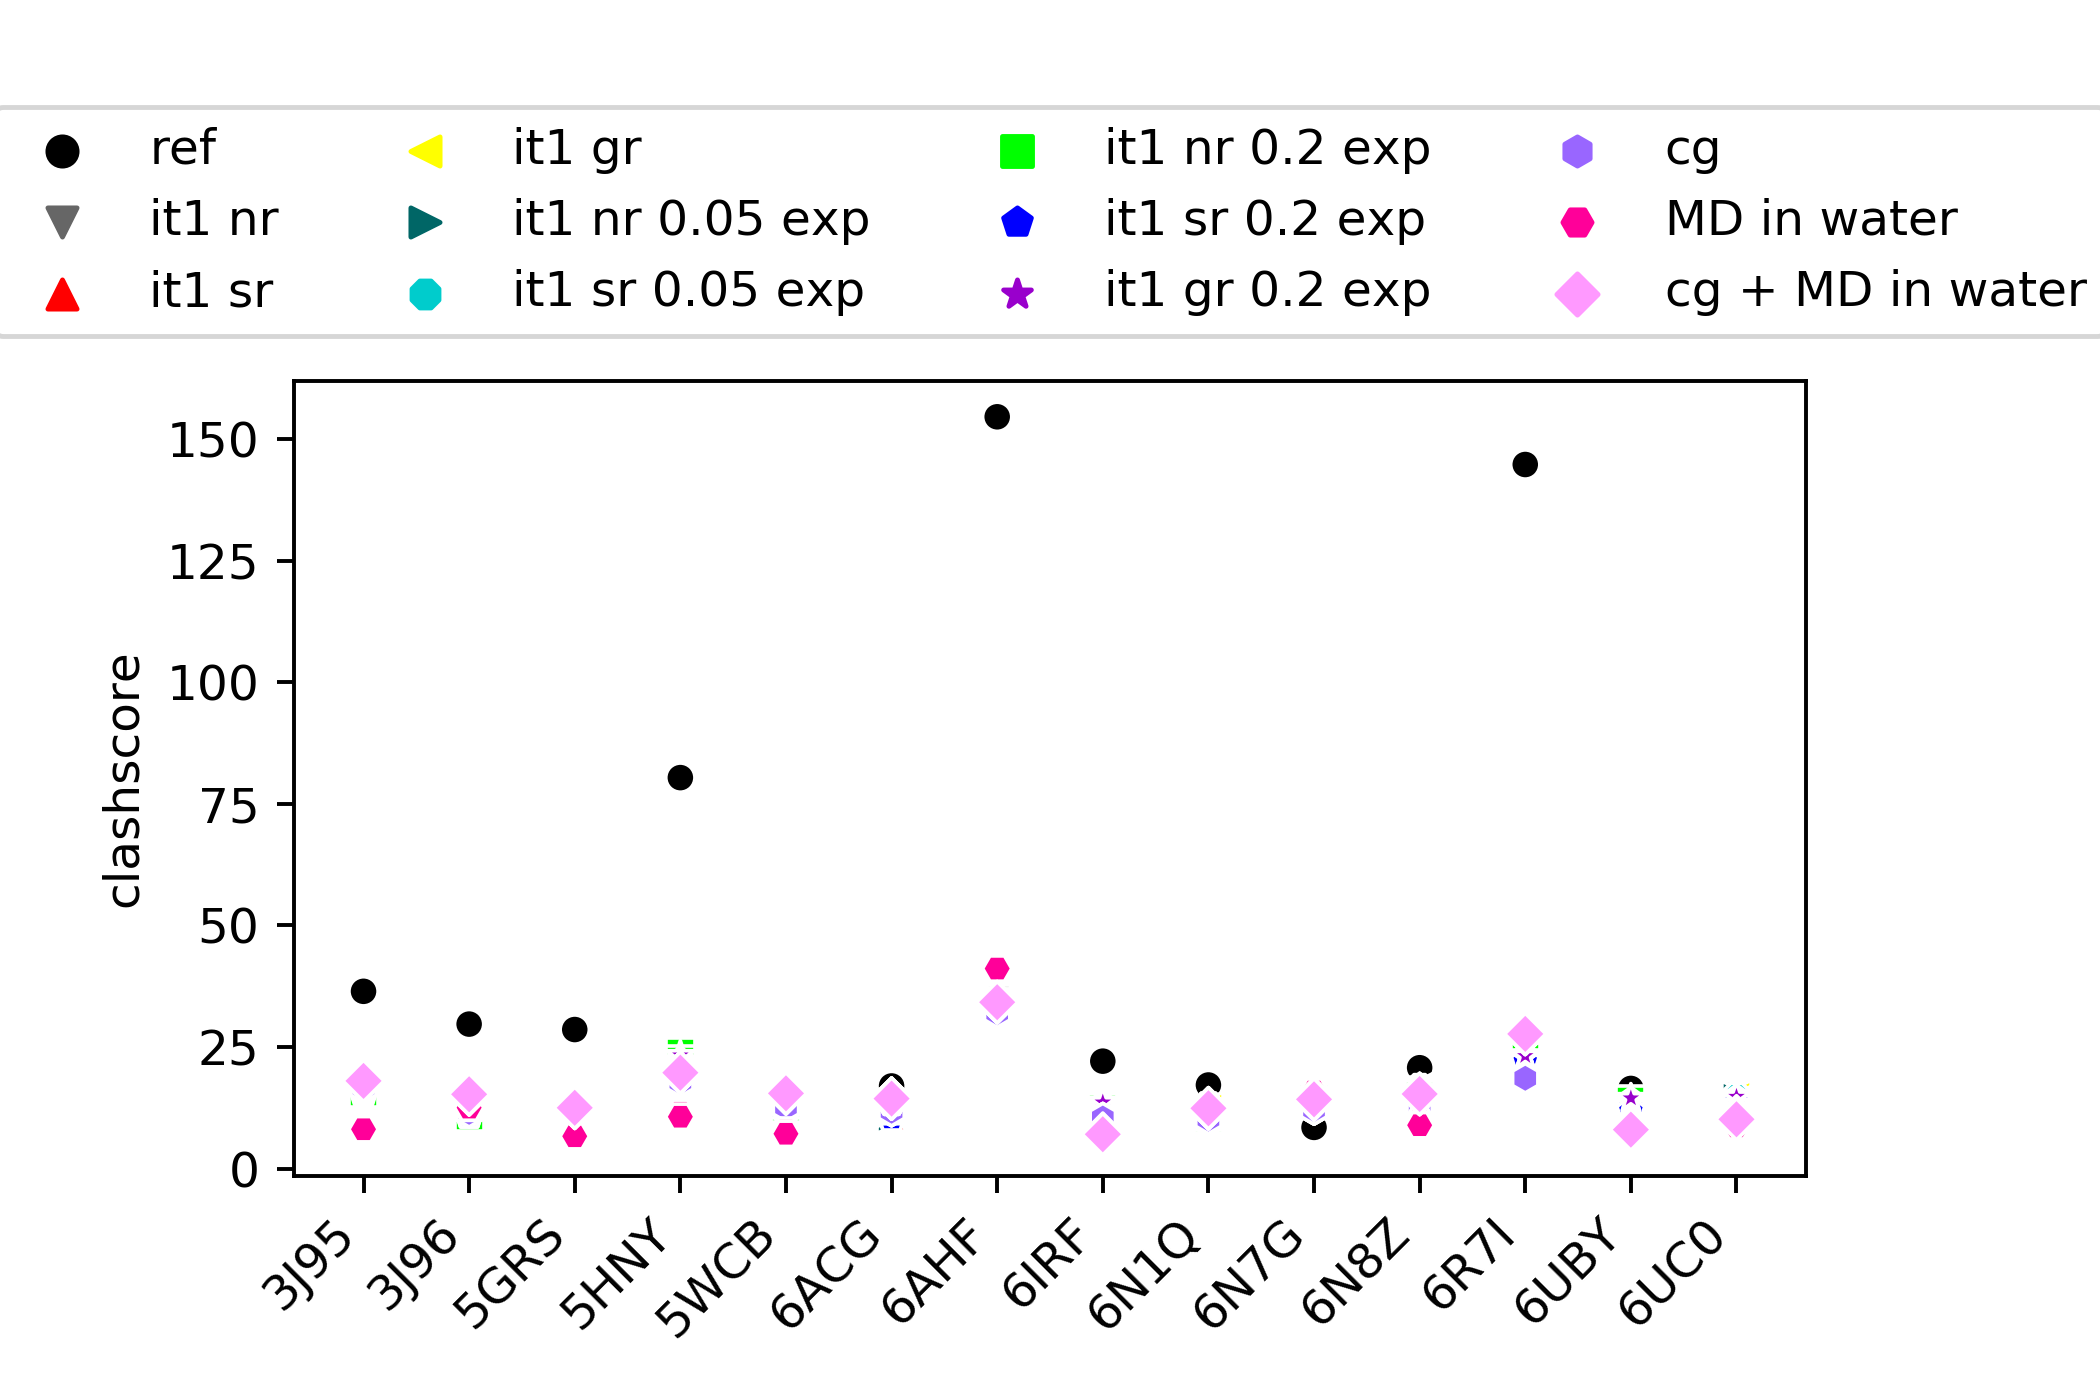 ref it1 gr it1 nr 0.2 exp cg
it1 nr it1 nr 0.05 exp it1 sr 0.2 exp MD in water
it1 sr it1 sr 0.05 exp it1 gr 0.2 exp cg + MD in water
150
125
100
75
50
25
0
clashscore
3J95 3J96 5GRS 5HNY 5WCB 6ACG 6AHF 6IRF 6N1Q 6N7G 6N8Z 6R7I 6UBY 6UC0